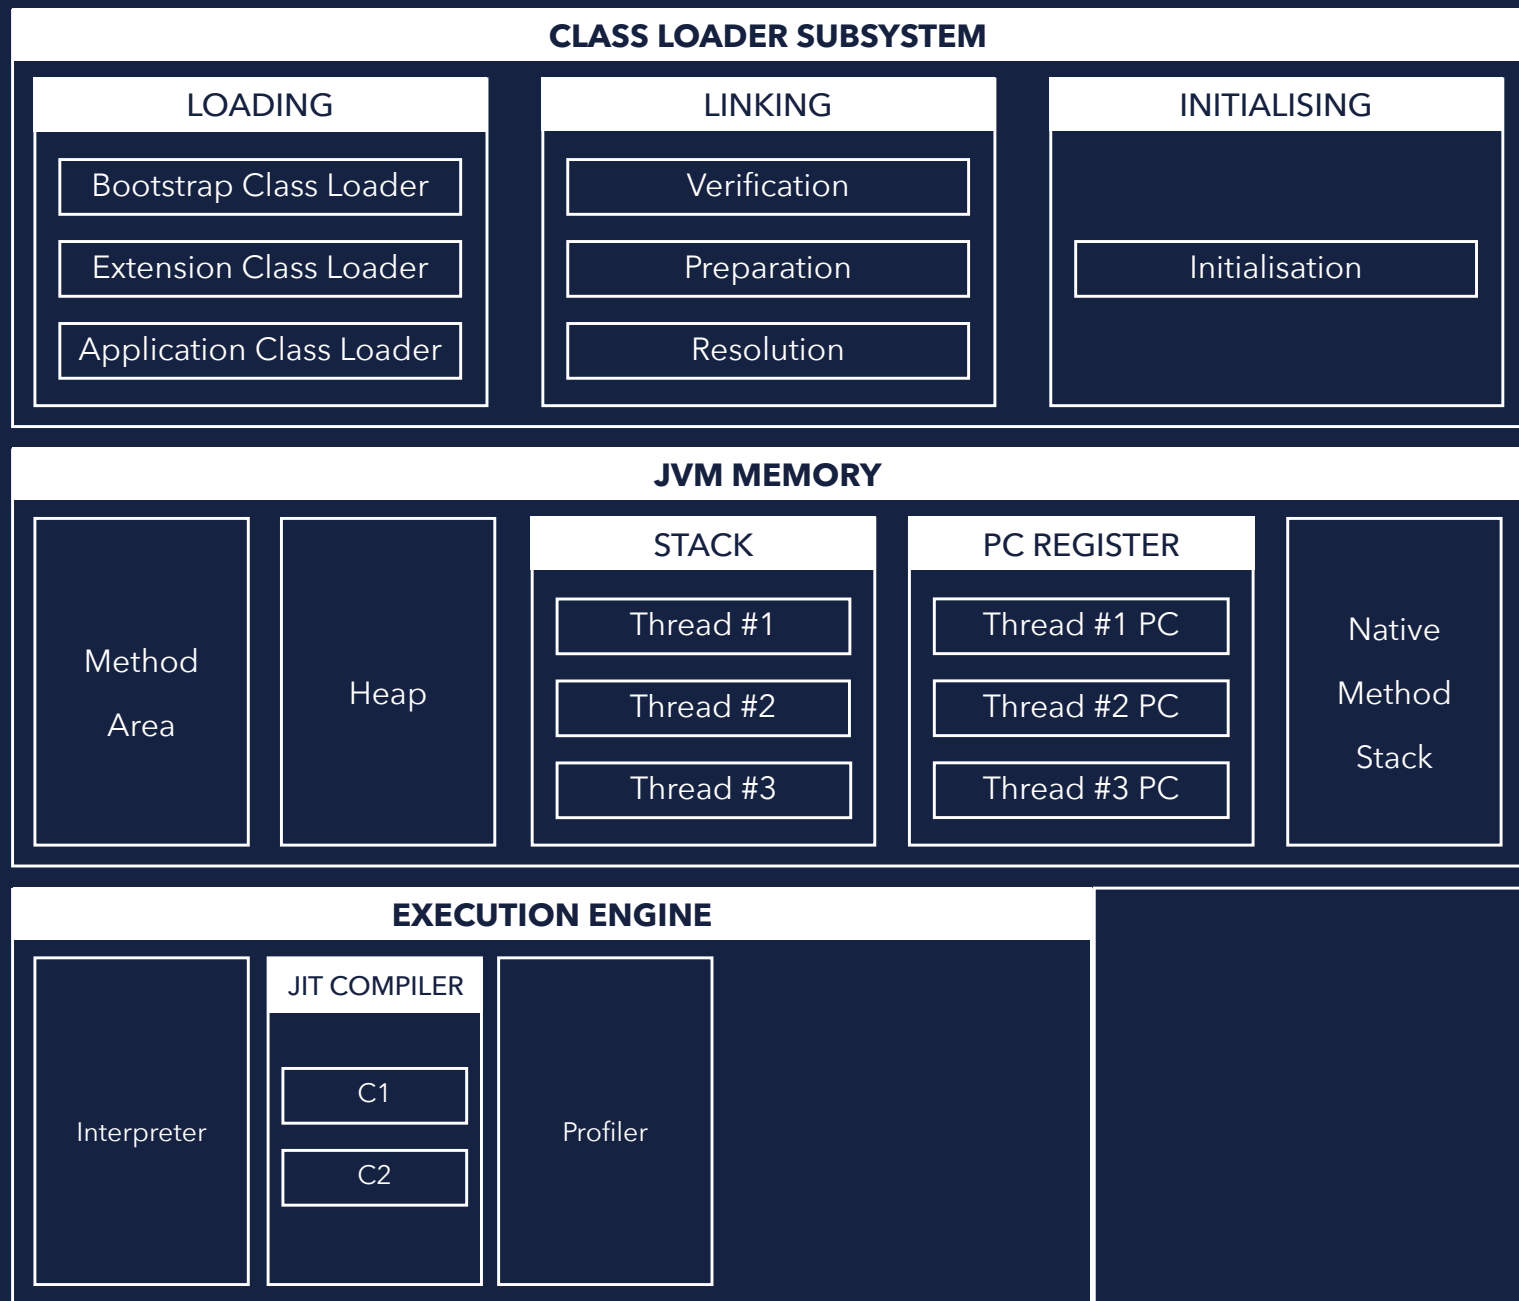 CLASS LOADER SUBSYSTEM
LOADING
Bootstrap Class Loader
Extension Class Loader
Application Class Loader
LINKING
Verification
Preparation
Resolution
INITIALISING
Initialisation
JVM MEMORY
Method
Area
Heap
STACK
Thread #1
Thread #2
Thread #3
PC REGISTER
Thread #1 PC
Thread #2 PC
Thread #3 PC
Native
Method
Stack
EXECUTION ENGINE
Interpreter
JIT COMPILER
C1
C2
Profiler